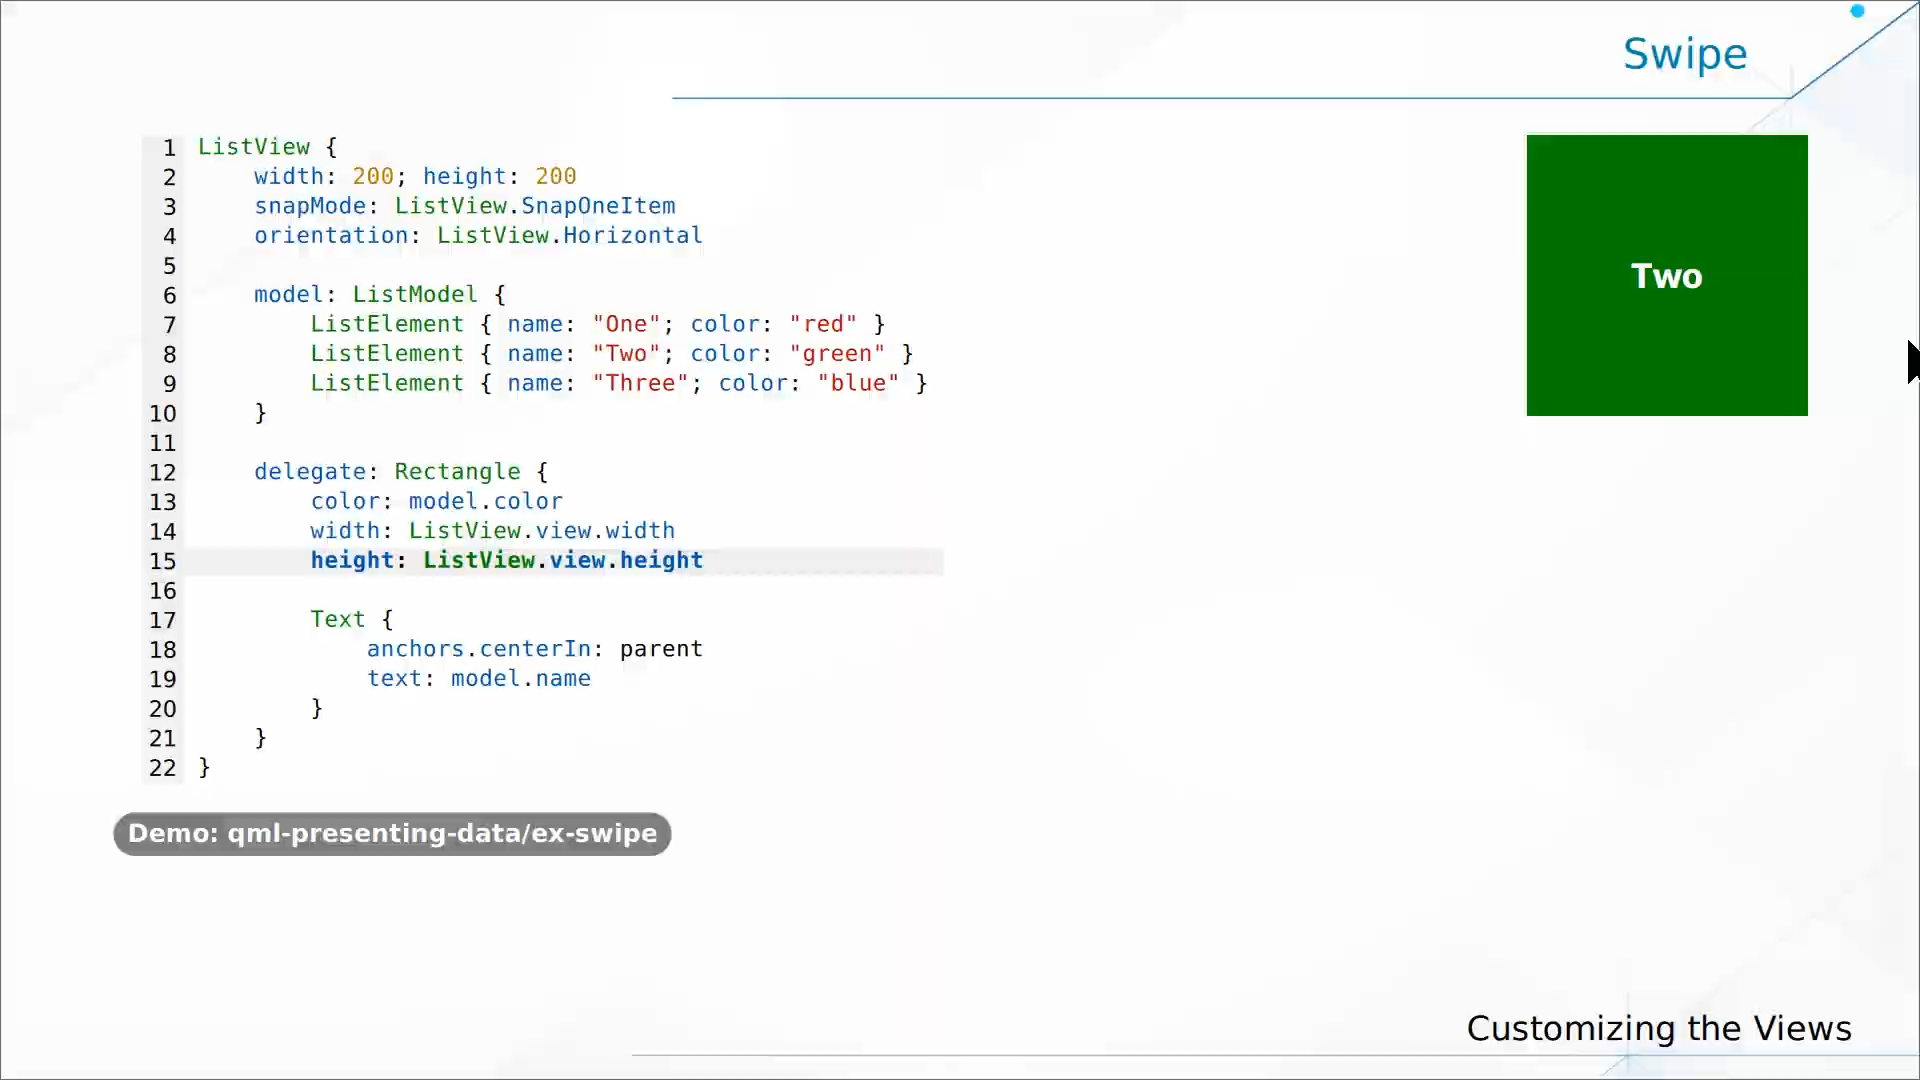 Swipe
1 ListView {
2     width: 200; height: 200
3     snapMode: ListView.SnapOneItem
4     orientation: ListView.Horizontal
5
6     model: ListModel {
7         ListElement { name: "One"; color: "red" }
8         ListElement { name: "Two"; color: "green" }
9         ListElement { name: "Three"; color: "blue" }
10     }
11
12     delegate: Rectangle {
13         color: model.color
14         width: ListView.view.width
15         height: ListView.view.height
16
17         Text {
18             anchors.centerIn: parent
19             text: model.name
20         }
21     }
22 }
Two
Demo: qml-presenting-data/ex-swipe
Customizing the Views